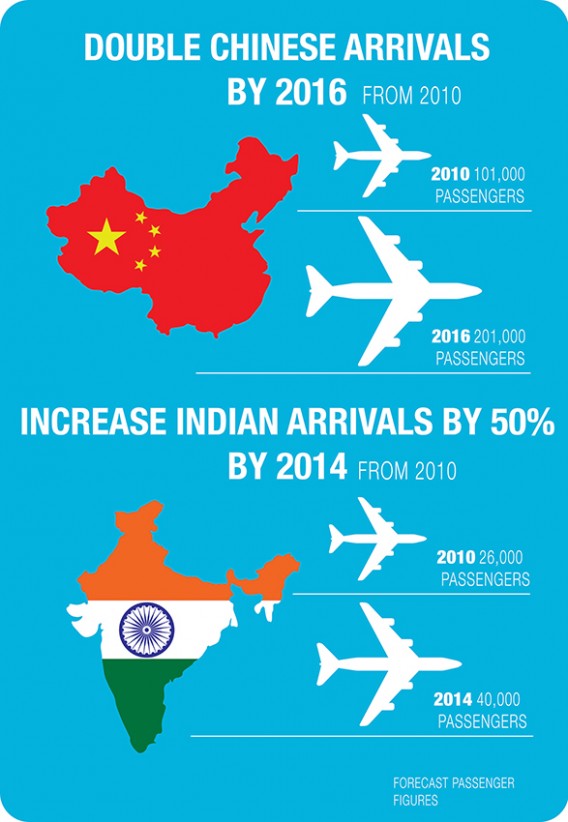 DOUBLE CHINESE ARRIVALS
BY 2016 FROM 2010
2010 101,000
PASSENGERS
2016 201,000
PASSENGERS
INCREASE INDIAN ARRIVALS BY 50%
BY 2014 FROM 2010
2010 26,000
PASSENGERS
2014 40,000
PASSENGERS
FORECAST PASSENGER
FIGURES